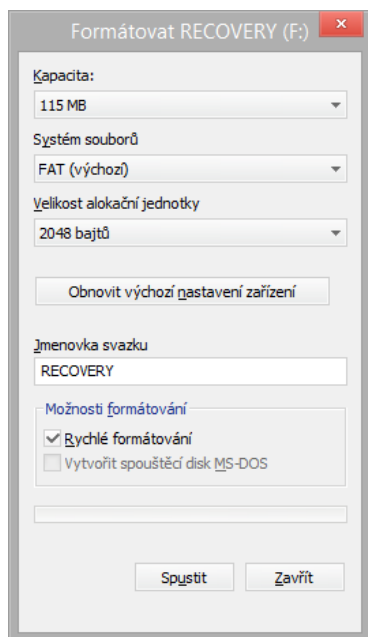 Formátovat RECOVERY (F:)
Kapacita:
115 MB
Systém souborů
FAT (výchozí)
Velikost alokační jednotky
2048 bajtů
Obnovit výchozí nastavení zařízení
Jmenovka svazku
RECOVERY
Možnosti formátování
Rychlé formátování
Vytvořit spouštěcí disk MS-DOS
Spustit
Zavřít